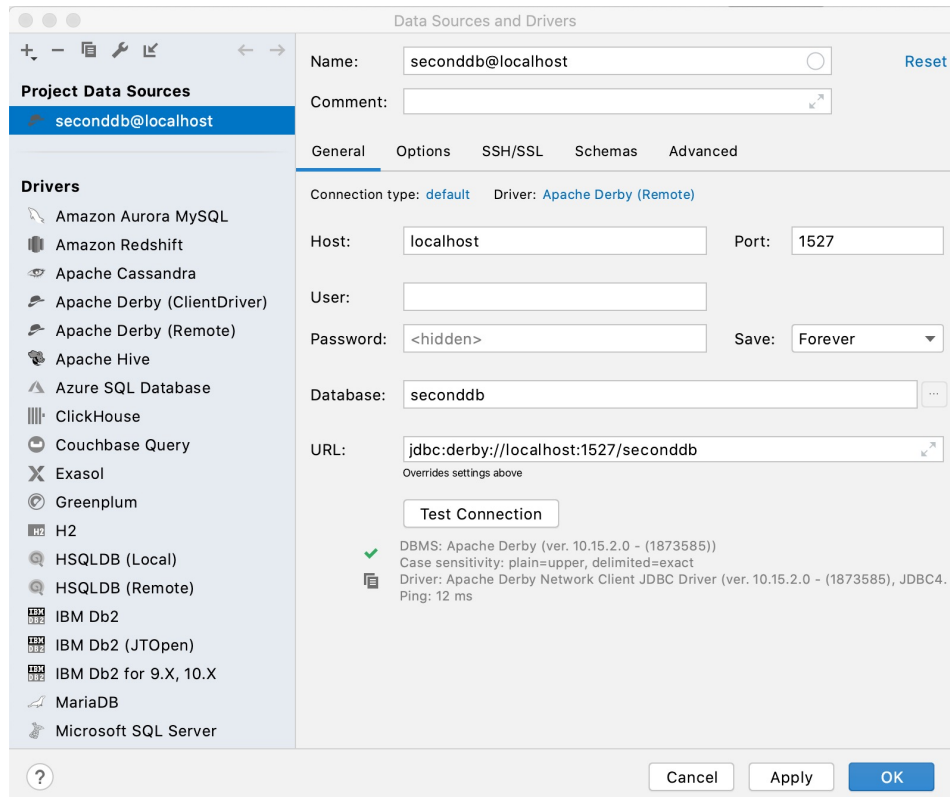 Data Sources and Drivers
Project Data Sources
seconddb@localhost
Drivers
Amazon Aurora MySQL
Amazon Redshift
Apache Cassandra
Apache Derby (ClientDriver)
Apache Derby (Remote)
Apache Hive
Azure SQL Database
ClickHouse
Couchbase Query
Exasol
Greenplum
H2
HSQLDB (Local)
HSQLDB (Remote)
IBM Db2
IBM Db2 (JTOpen)
IBM Db2 for 9.X, 10.X
MariaDB
Microsoft SQL Server
Name: seconddb@localhost Reset
Comment:
General Options SSH/SSL Schemas Advanced
Connection type: default Driver: Apache Derby (Remote)
Host: localhost Port: 1527
User:
Password: <hidden> Save: Forever
Database: seconddb ...
URL: jdbc:derby://localhost:1527/seconddb
Overrides settings above
Test Connection
DBMS: Apache Derby (ver. 10.15.2.0 - (1873585))
Case sensitivity: plain=upper, delimited=exact
Driver: Apache Derby Network Client JDBC Driver (ver. 10.15.2.0 - (1873585), JDBC4.
Ping: 12 ms
? Cancel Apply OK